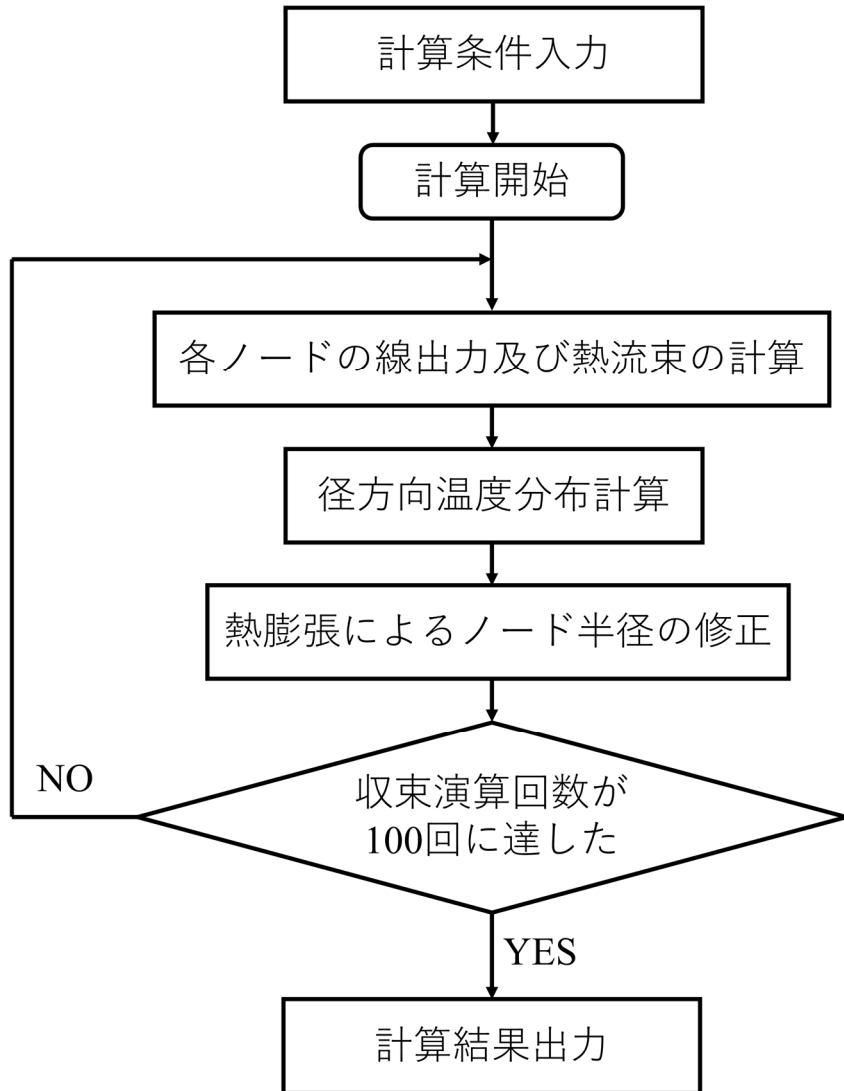 計算条件入力
計算開始
各ノードの線出力及び熱流束の計算
径方向温度分布計算
熱膨張によるノード半径の修正
収束演算回数が
100回に達した
NO
YES
計算結果出力